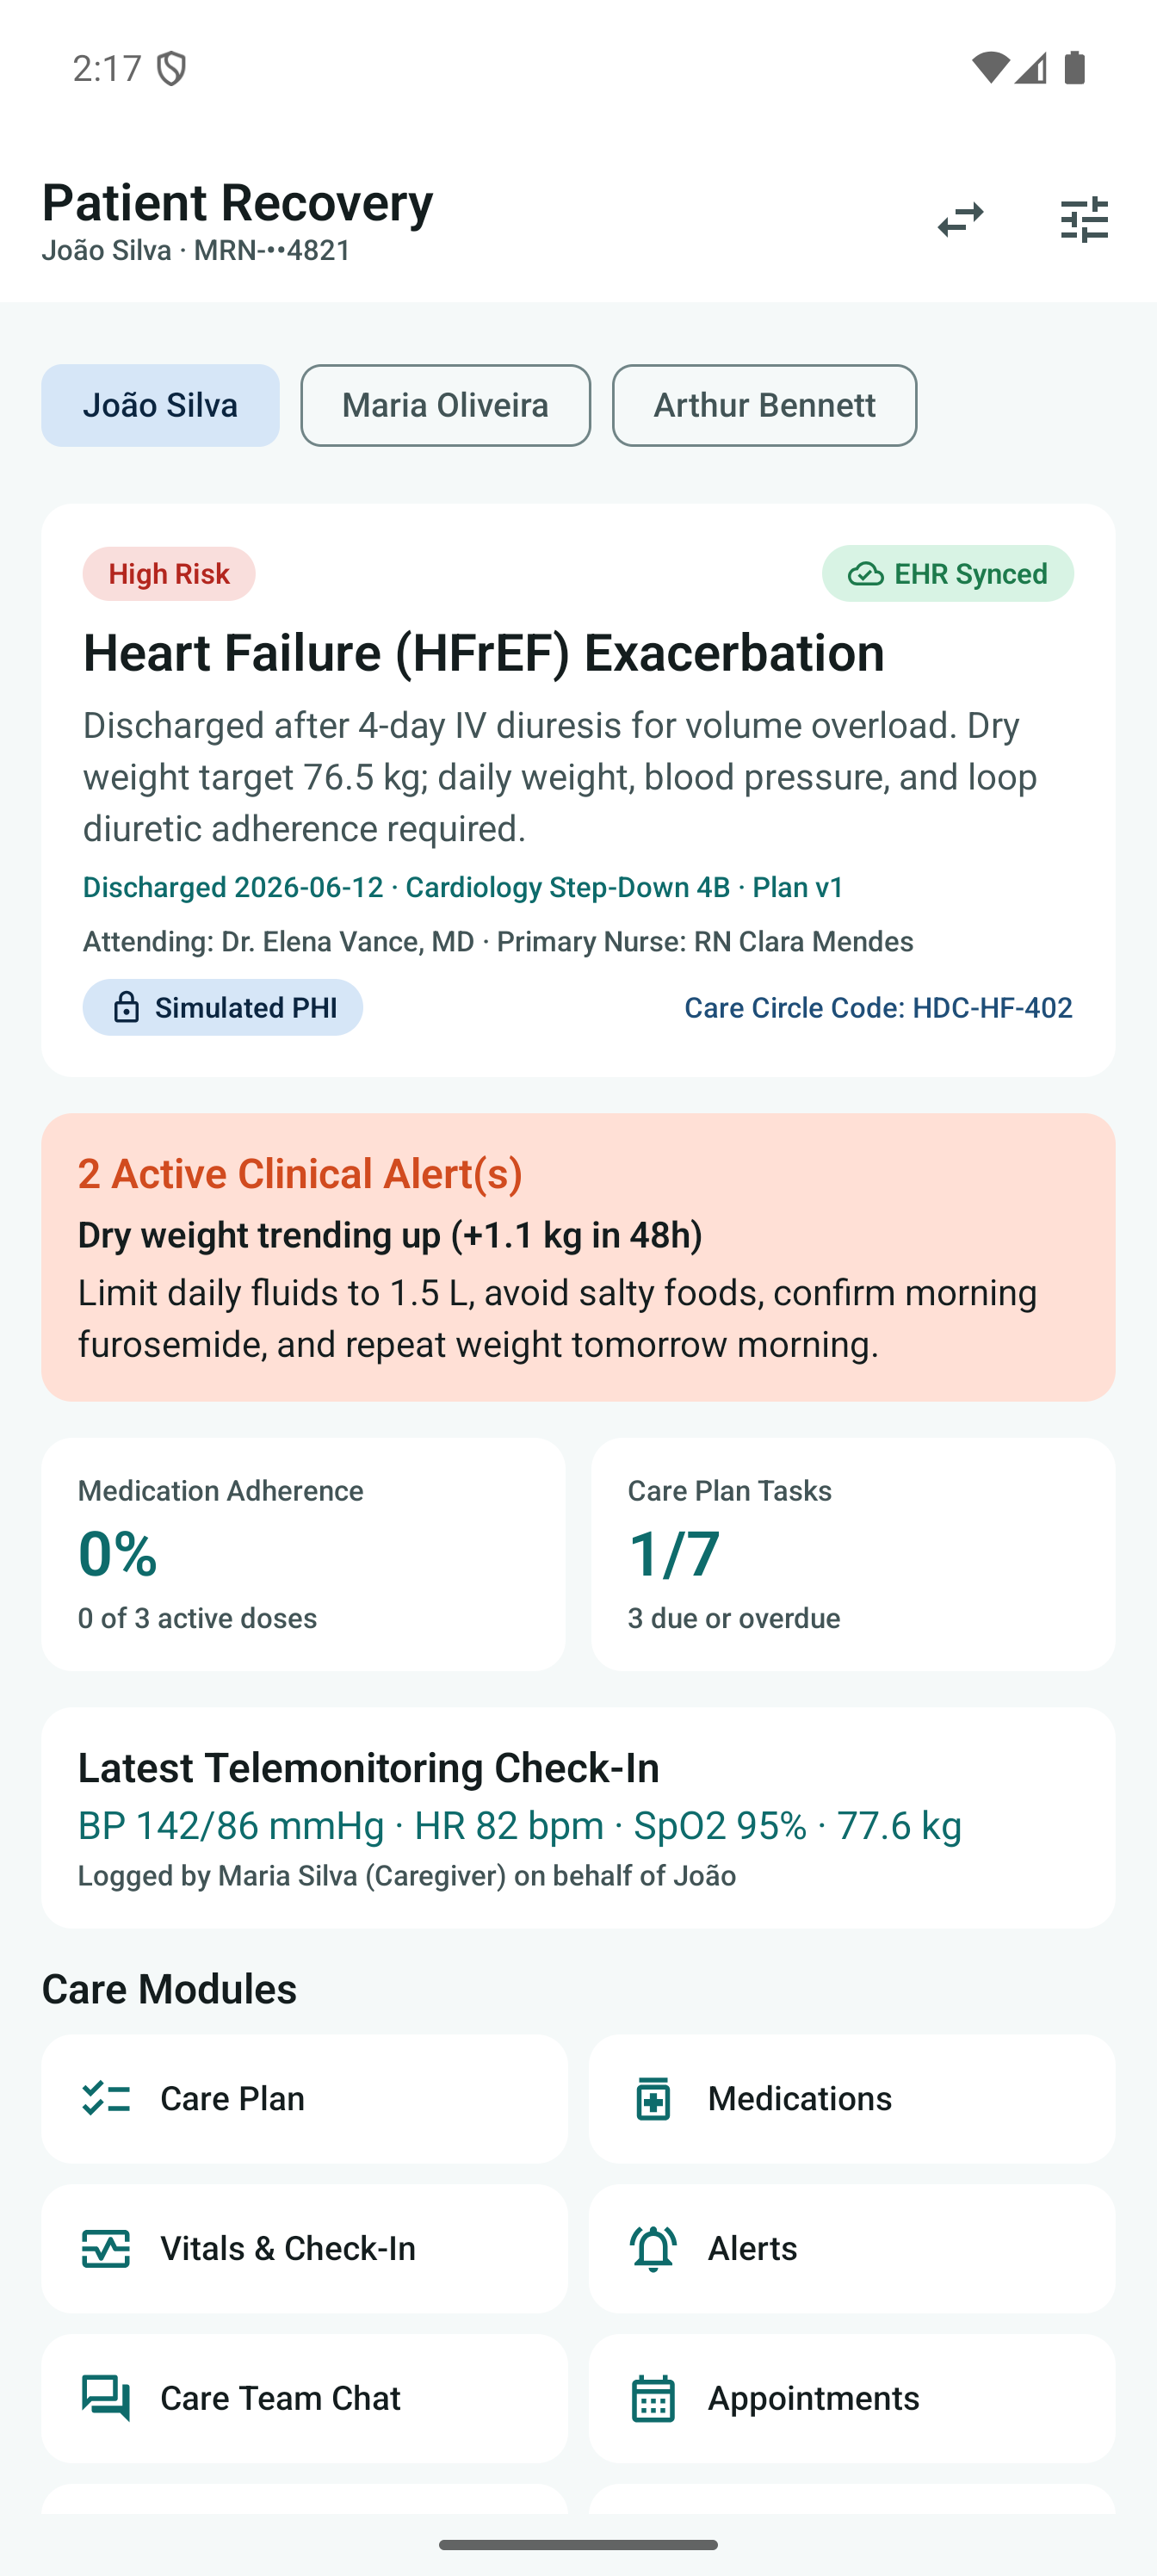 2:17
Patient Recovery
João Silva · MRN-••4821
João Silva
Maria Oliveira
Arthur Bennett
High Risk
EHR Synced
Heart Failure (HFrEF) Exacerbation
Discharged after 4-day IV diuresis for volume overload. Dry
weight target 76.5 kg; daily weight, blood pressure, and loop
diuretic adherence required.
Discharged 2026-06-12 · Cardiology Step-Down 4B · Plan v1
Attending: Dr. Elena Vance, MD · Primary Nurse: RN Clara Mendes
Simulated PHI
Care Circle Code: HDC-HF-402
2 Active Clinical Alert(s)
Dry weight trending up (+1.1 kg in 48h)
Limit daily fluids to 1.5 L, avoid salty foods, confirm morning
furosemide, and repeat weight tomorrow morning.
Medication Adherence
0%
0 of 3 active doses
Care Plan Tasks
1/7
3 due or overdue
Latest Telemonitoring Check-In
BP 142/86 mmHg · HR 82 bpm · SpO2 95% · 77.6 kg
Logged by Maria Silva (Caregiver) on behalf of João
Care Modules
Care Plan
Medications
Vitals & Check-In
Alerts
Care Team Chat
Appointments